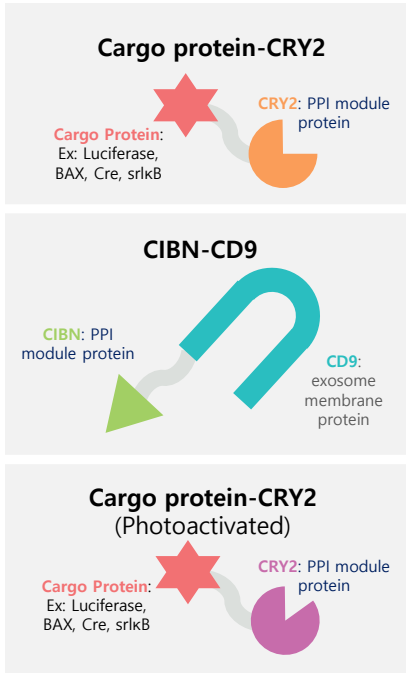 Cargo protein-CRY2
CRY2: PPI module
protein
Cargo Protein:
Ex: Luciferase,
BAX, Cre, srIκB
CIBN-CD9
CIBN: PPI
module protein
CD9:
exosome
membrane
protein
Cargo protein-CRY2
(Photoactivated)
CRY2: PPI module
protein
Cargo Protein:
Ex: Luciferase,
BAX, Cre, srIκB